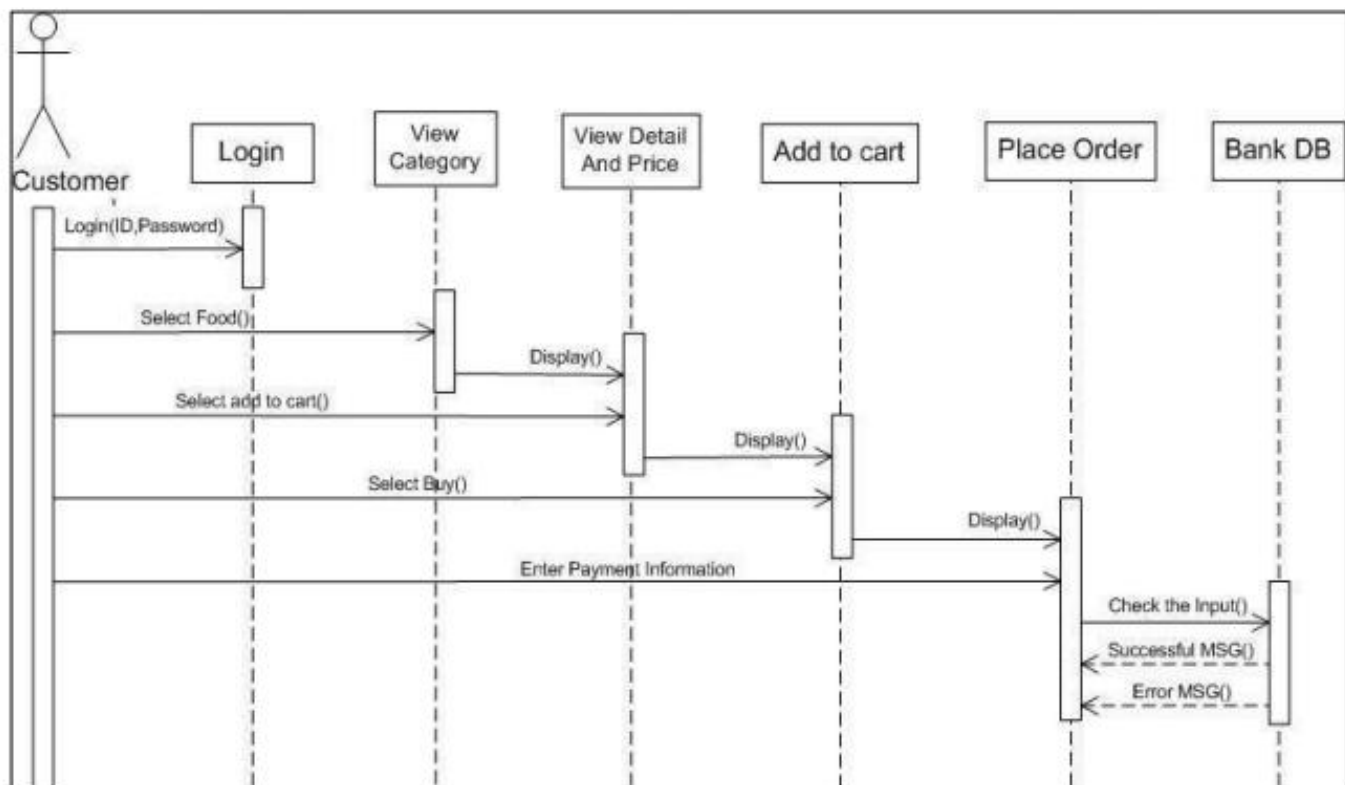 Customer
Login
View
Category
View Detail
And Price
Add to cart
Place Order
Bank DB
Login(ID,Password)
Select Food()
Display()
Select add to cart()
Display()
Select Buy()
Display()
Enter Payment Information
Check the Input()
Successful MSG()
Error MSG()